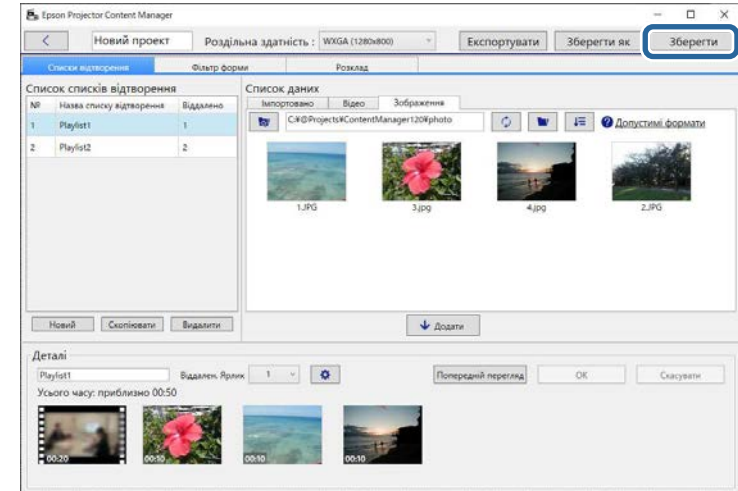 Epson Projector Content Manager
Новий проект Роздільна здатність : WXGA (1280x800) Експортувати Зберегти як Зберегти
Списки відтворення Фільтр форми Розклад
Список списків відтворення Список даних
№ Назва списку відтворення Віддалено Імпортовано Відео Зображення
C:¥@Projects¥ContentManager120¥photo Допустимі формати
1 Playlist1 1
2 Playlist2 2
1.JPG 3.jpg 4.jpg 2.JPG
Новий Скопіювати Видалити Додати
Деталі
Playlist1 Віддален. Ярлик 1 Попередній перегляд ОК Скасувати
Усього часу: приблизно 00:50
00:20 00:10 00:10 00:10